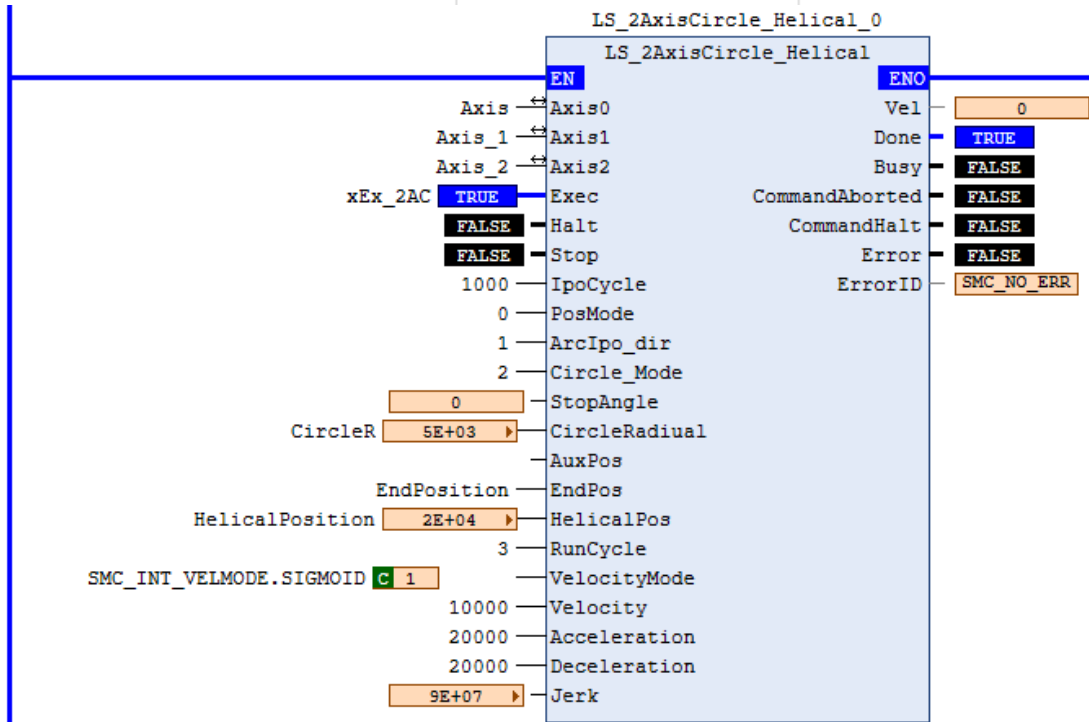 LS_2AxisCircle_Helical_0
LS_2AxisCircle_Helical
EN ENO
Axis Axis0 Vel 0
Axis_1 Axis1 Done TRUE
Axis_2 Axis2 Busy FALSE
xEx_2AC TRUE Exec CommandAborted FALSE
FALSE Halt CommandHalt FALSE
FALSE Stop Error FALSE
1000 IpoCycle ErrorID SMC_NO_ERR
0 PosMode
1 ArcIpo_dir
2 Circle_Mode
0 StopAngle
CircleR 5E+03 CircleRadiual
AuxPos
EndPosition EndPos
HelicalPosition 2E+04 HelicalPos
3 RunCycle
SMC_INT_VELMODE.SIGMOID C 1 VelocityMode
10000 Velocity
20000 Acceleration
20000 Deceleration
9E+07 Jerk